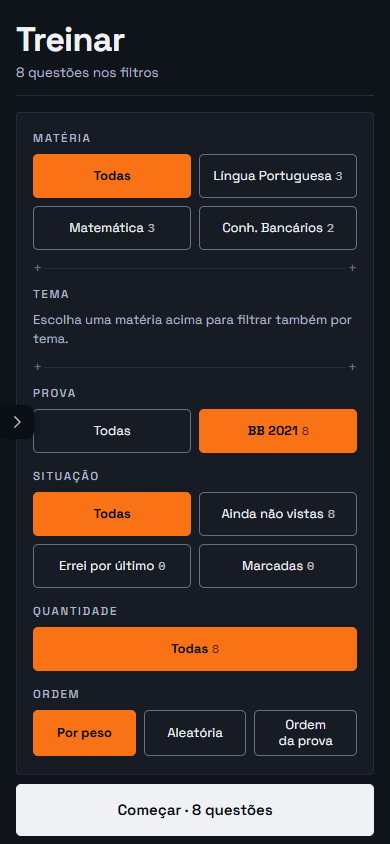 Treinar
8 questões nos filtros
MATÉRIA
Todas
Língua Portuguesa 3
Matemática 3
Conh. Bancários 2
+ +
TEMA
Escolha uma matéria acima para filtrar também por
tema.
+ +
PROVA
Todas
BB 2021 8
SITUAÇÃO
Todas
Ainda não vistas 8
Errei por último 0
Marcadas 0
QUANTIDADE
Todas 8
ORDEM
Por peso
Aleatória
Ordem
da prova
Começar · 8 questões